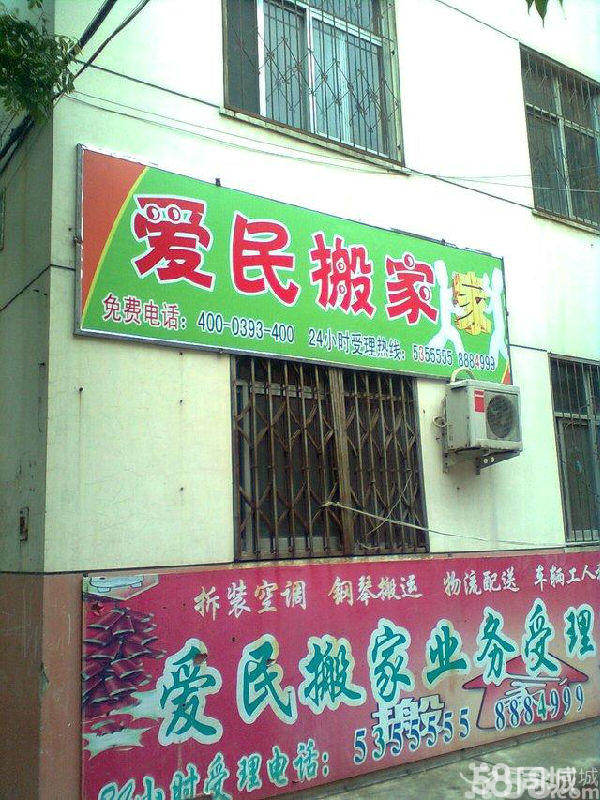 爱民搬家
家
免费电话：400-0393-400 24小时受理热线：5355555 8884999
拆装空调 钢琴搬运 物流配送 车辆工人
爱民搬家业务受理
搬家
小时受理电话：5355555 8884999
58同城